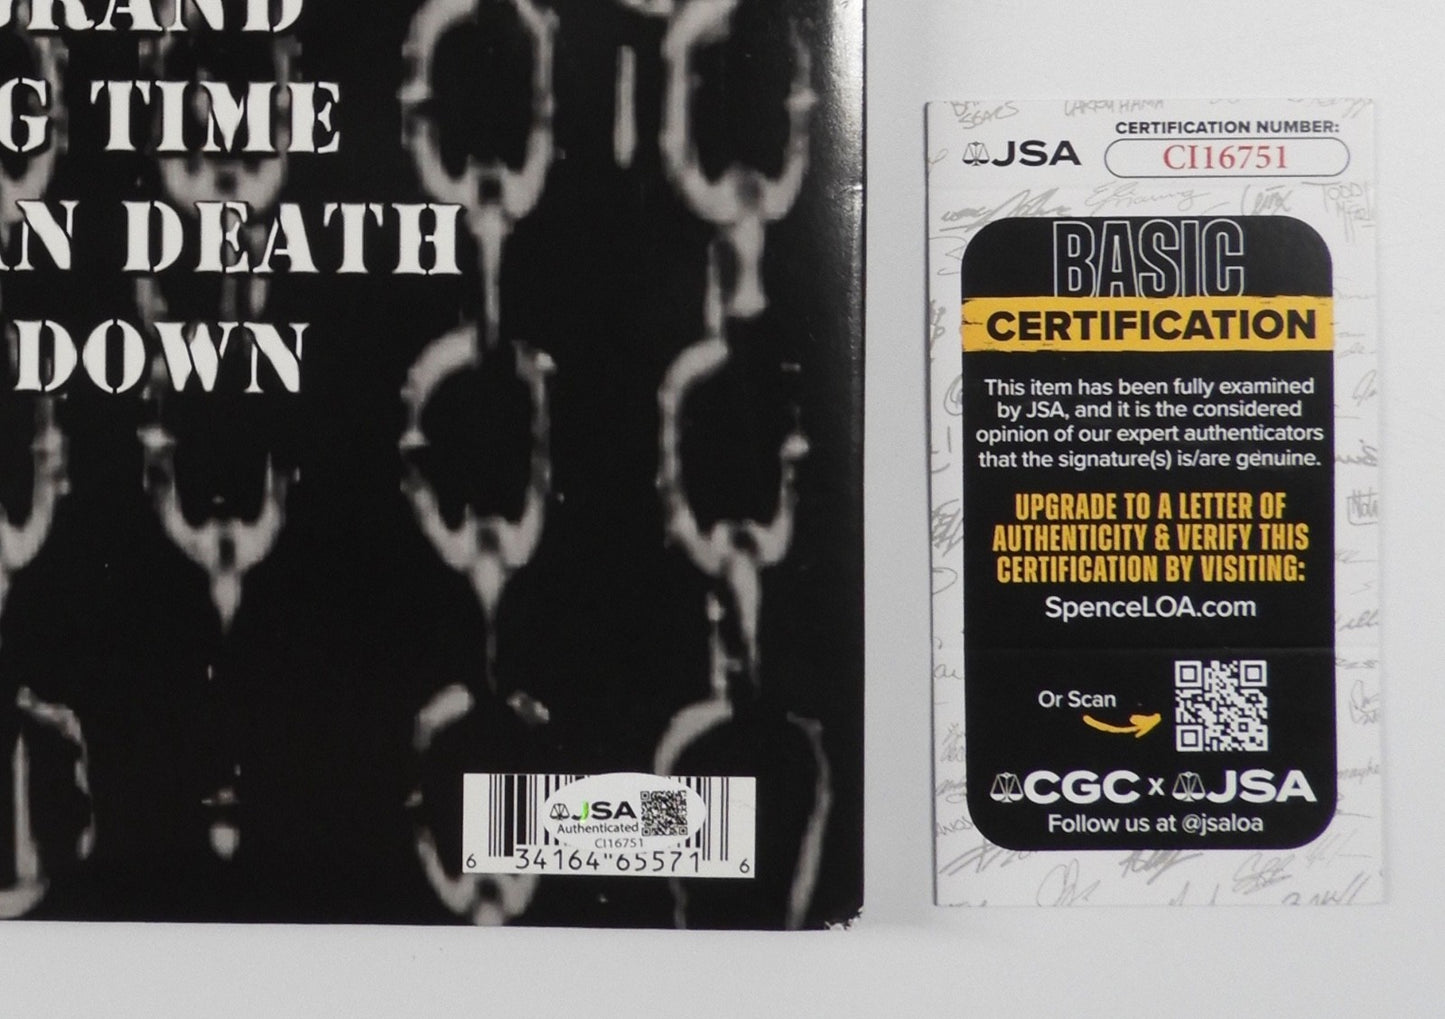 RAND
G TIME
AN DEATH
DOWN
JSA
Authenticated
CI16751
6 34164 65571 6
JSA
CERTIFICATION NUMBER:
CI16751
BASIC
CERTIFICATION
This item has been fully examined
by JSA, and it is the considered
opinion of our expert authenticators
that the signature(s) is/are genuine.
UPGRADE TO A LETTER OF
AUTHENTICITY & VERIFY THIS
CERTIFICATION BY VISITING:
SpenceLOA.com
Or Scan
CGC x JSA
Follow us at @jsaloa